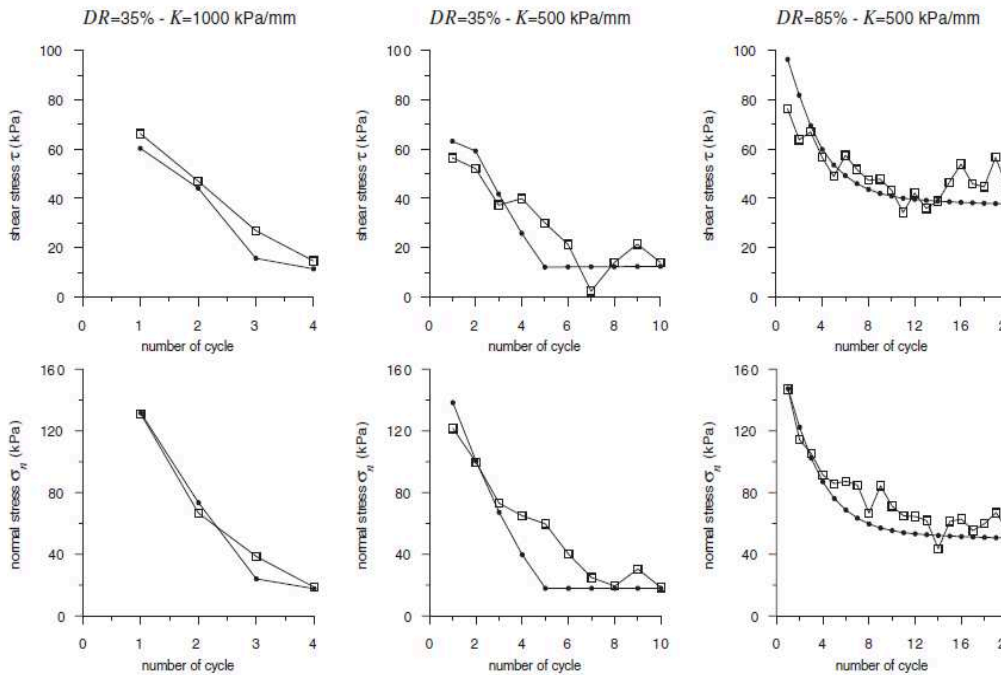 DR=35% - K=1000 kPa/mm
DR=35% - K=500 kPa/mm
DR=85% - K=500 kPa/mm
shear stress τ (kPa)
100
80
60
40
20
0
0 1 2 3 4
number of cycle
shear stress τ (kPa)
100
80
60
40
20
0
0 2 4 6 8 10
number of cycle
shear stress τ (kPa)
100
80
60
40
20
0
0 4 8 12 16 2
number of cycle
normal stress σn (kPa)
160
120
80
40
0
0 1 2 3 4
number of cycle
normal stress σn (kPa)
160
120
80
40
0
0 2 4 6 8 10
number of cycle
normal stress σn (kPa)
160
120
80
40
0
0 4 8 12 16 2
number of cycle